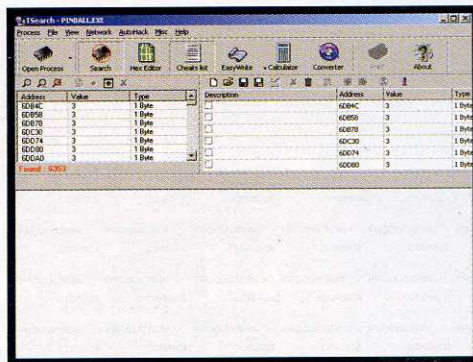 TSearch - PINBALL.EXE
Process File View Network AutoHack Misc Help
Open Process Search Hex Editor Cheats list EasyWrite Calculator Converter About
Address Value Type
6DB4C 3 1 Byte
6DB58 3 1 Byte
6DB78 3 1 Byte
6DC30 3 1 Byte
6DD74 3 1 Byte
6DD80 3 1 Byte
6DDA0 3 1 Byte
Found : 6353
Description Address Value Type
6DB4C 3 1 Byte
6DB58 3 1 Byte
6DB78 3 1 Byte
6DC30 3 1 Byte
6DD74 3 1 Byte
6DD80 3 1 Byte